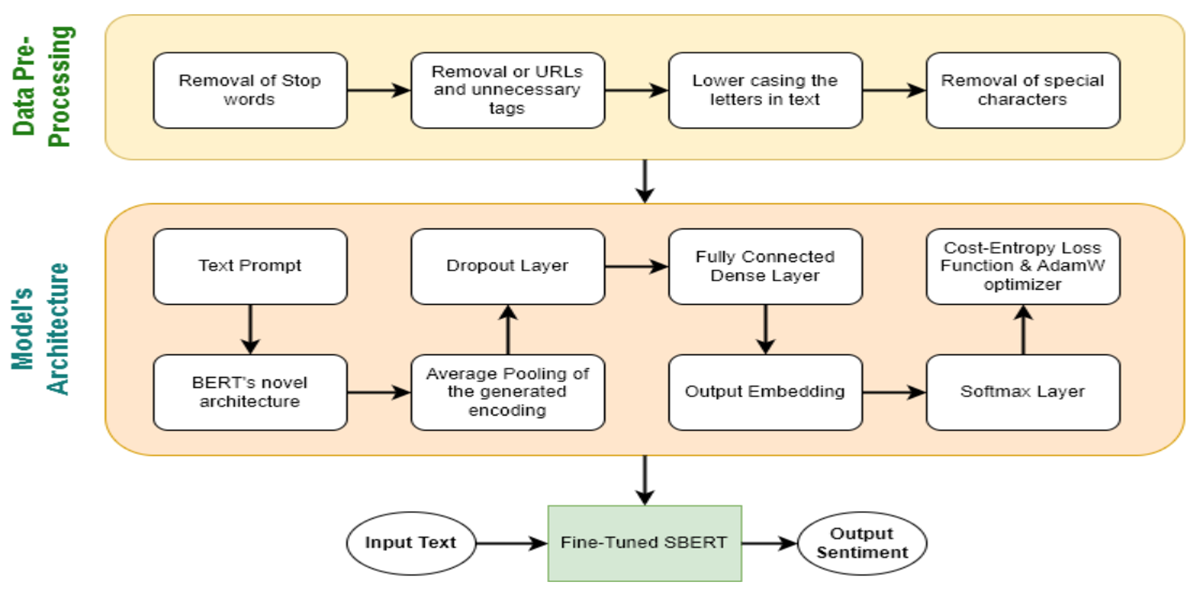 Data Pre-
Processing
Removal of Stop
words
Removal or URLs
and unnecessary
tags
Lower casing the
letters in text
Removal of special
characters
Model's
Architecture
Text Prompt
BERT's novel
architecture
Average Pooling of
the generated
encoding
Dropout Layer
Fully Connected
Dense Layer
Output Embedding
Softmax Layer
Cost-Entropy Loss
Function & AdamW
optimizer
Input Text
Fine-Tuned SBERT
Output
Sentiment